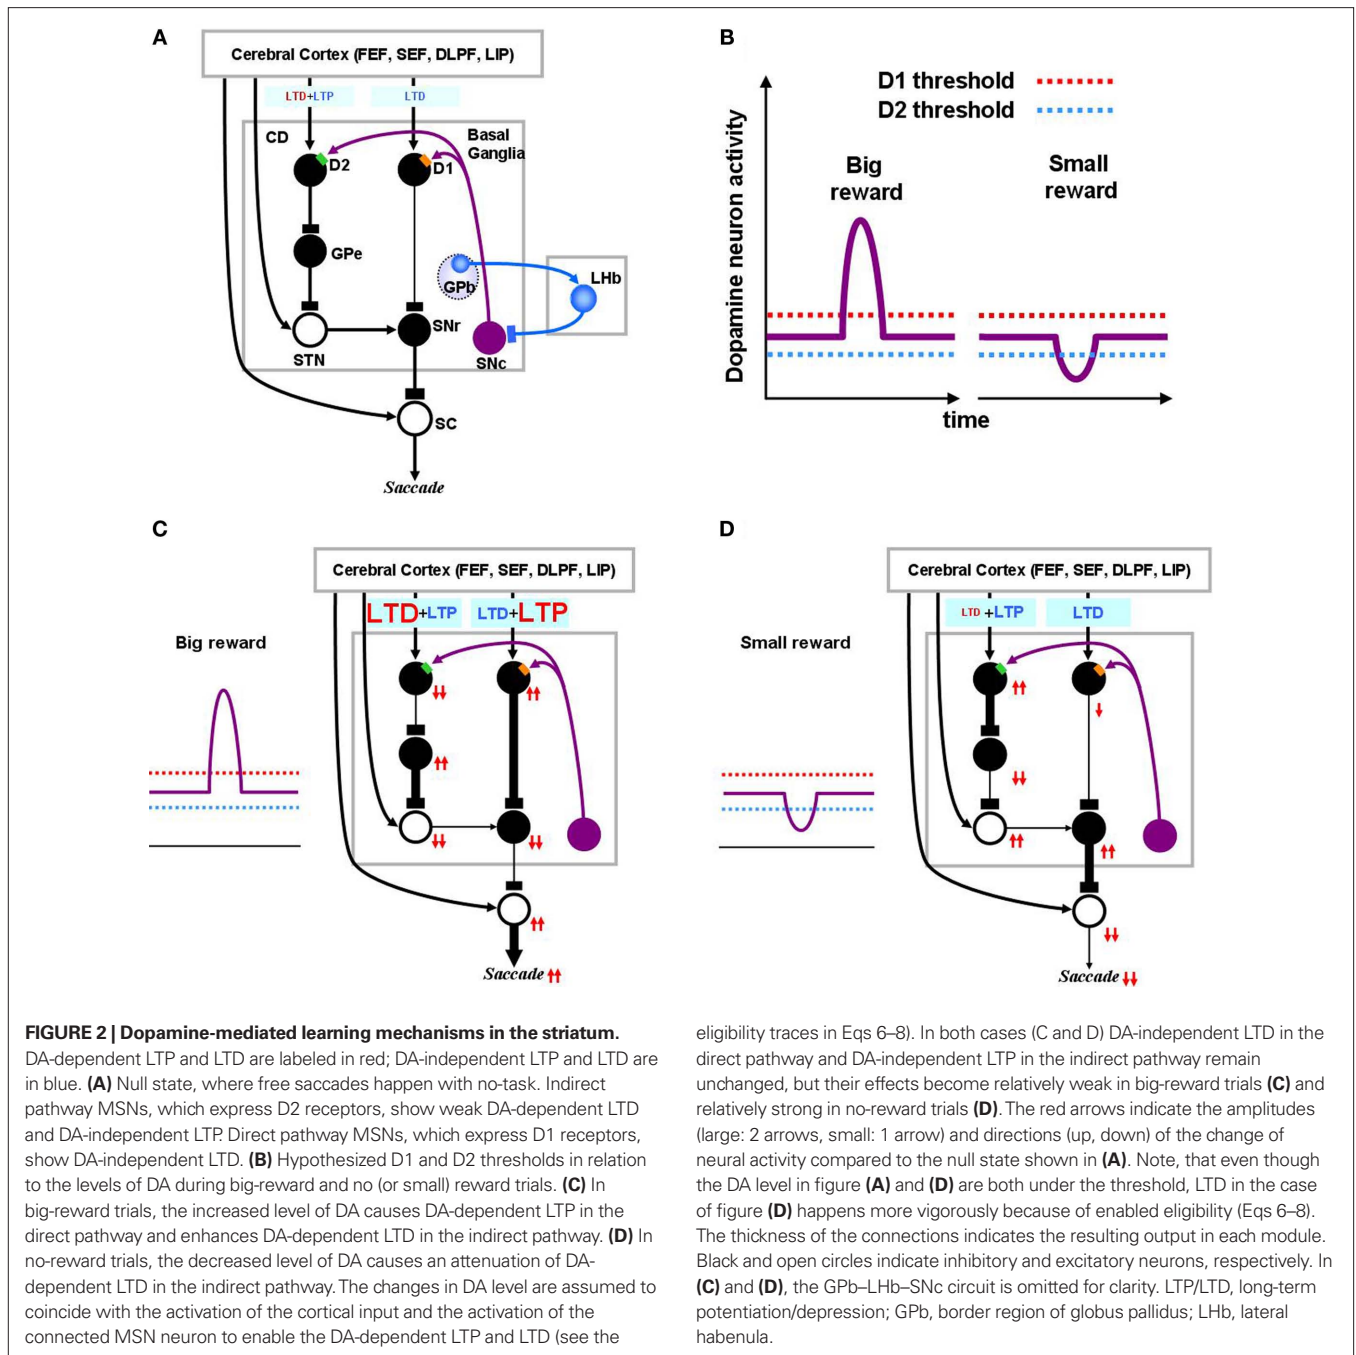 A
Cerebral Cortex (FEF, SEF, DLPF, LIP)
LTD+LTP
LTD
CD
Basal
Ganglia
D2
D1
GPe
GPb
LHb
SNr
STN
SNc
SC
Saccade
B
D1 threshold
D2 threshold
Dopamine neuron activity
Big
reward
Small
reward
time
C
Cerebral Cortex (FEF, SEF, DLPF, LIP)
LTD+LTP
LTD+LTP
Big reward
Saccade
D
Cerebral Cortex (FEF, SEF, DLPF, LIP)
LTD +LTP
LTD
Small reward
Saccade
FIGURE 2 | Dopamine-mediated learning mechanisms in the striatum.
DA-dependent LTP and LTD are labeled in red; DA-independent LTP and LTD are
in blue. (A) Null state, where free saccades happen with no-task. Indirect
pathway MSNs, which express D2 receptors, show weak DA-dependent LTD
and DA-independent LTP. Direct pathway MSNs, which express D1 receptors,
show DA-independent LTD. (B) Hypothesized D1 and D2 thresholds in relation
to the levels of DA during big-reward and no (or small) reward trials. (C) In
big-reward trials, the increased level of DA causes DA-dependent LTP in the
direct pathway and enhances DA-dependent LTD in the indirect pathway. (D) In
no-reward trials, the decreased level of DA causes an attenuation of DA-
dependent LTD in the indirect pathway. The changes in DA level are assumed to
coincide with the activation of the cortical input and the activation of the
connected MSN neuron to enable the DA-dependent LTP and LTD (see the
eligibility traces in Eqs 6–8). In both cases (C and D) DA-independent LTD in the
direct pathway and DA-independent LTP in the indirect pathway remain
unchanged, but their effects become relatively weak in big-reward trials (C) and
relatively strong in no-reward trials (D). The red arrows indicate the amplitudes
(large: 2 arrows, small: 1 arrow) and directions (up, down) of the change of
neural activity compared to the null state shown in (A). Note, that even though
the DA level in figure (A) and (D) are both under the threshold, LTD in the case
of figure (D) happens more vigorously because of enabled eligibility (Eqs 6–8).
The thickness of the connections indicates the resulting output in each module.
Black and open circles indicate inhibitory and excitatory neurons, respectively. In
(C) and (D), the GPb–LHb–SNc circuit is omitted for clarity. LTP/LTD, long-term
potentiation/depression; GPb, border region of globus pallidus; LHb, lateral
habenula.